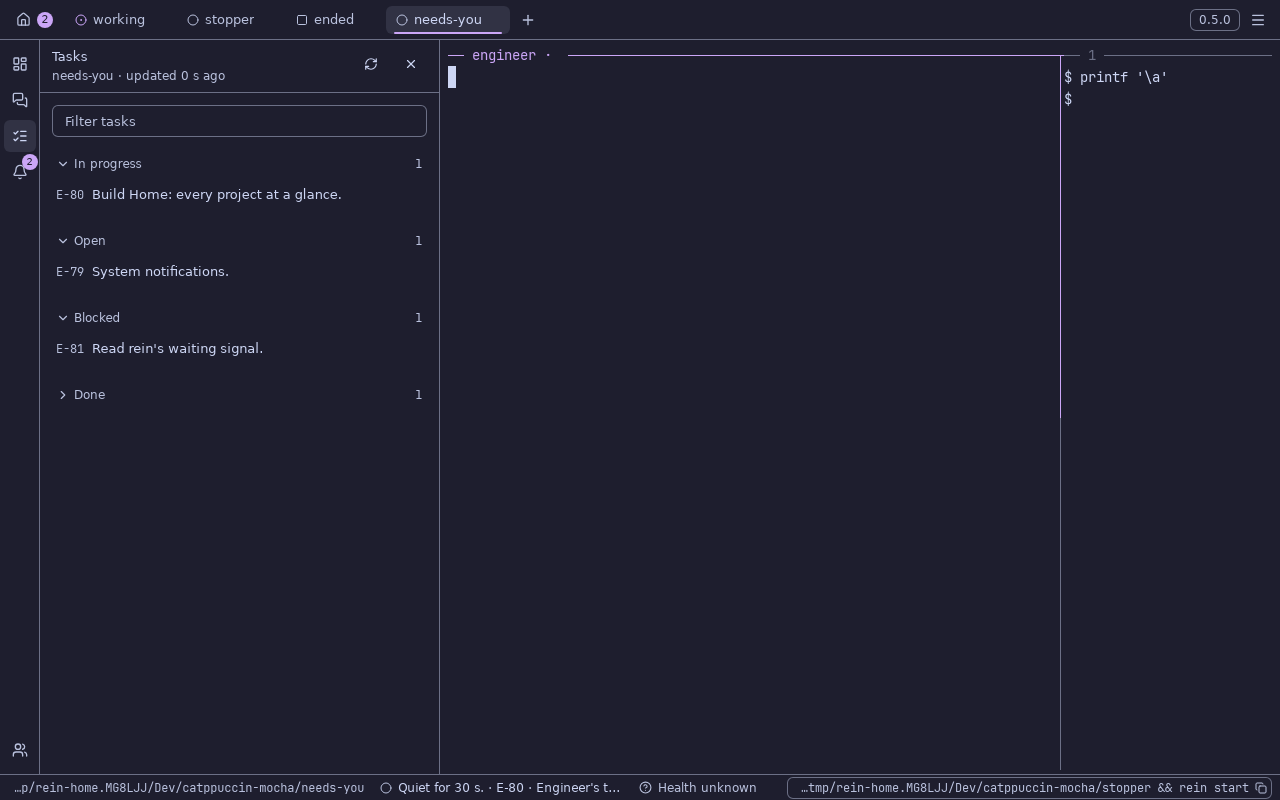 2 working stopper ended needs-you 0.5.0
Tasks
needs-you · updated 0 s ago
Filter tasks
In progress 1
E-80 Build Home: every project at a glance.
Open 1
E-79 System notifications.
Blocked 1
E-81 Read rein's waiting signal.
Done 1
2
engineer ·
1
$ printf '\a'
$
…p/rein-home.MG8LJJ/Dev/catppuccin-mocha/needs-you Quiet for 30 s. · E-80 · Engineer's t… Health unknown …tmp/rein-home.MG8LJJ/Dev/catppuccin-mocha/stopper && rein start